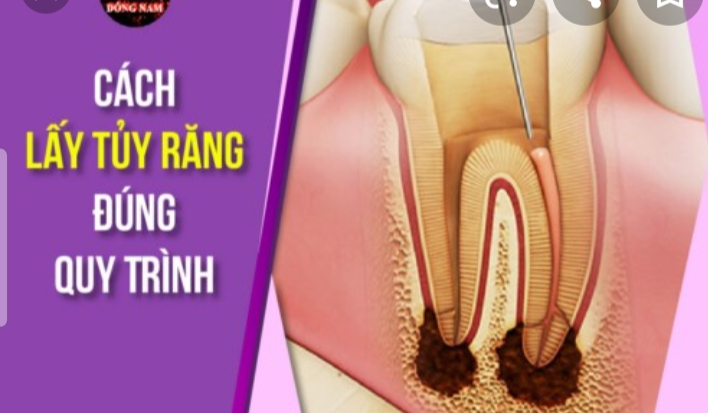 ĐÔNG NAM
CÁCH
LẤY TỦY RĂNG
ĐÚNG
QUY TRÌNH